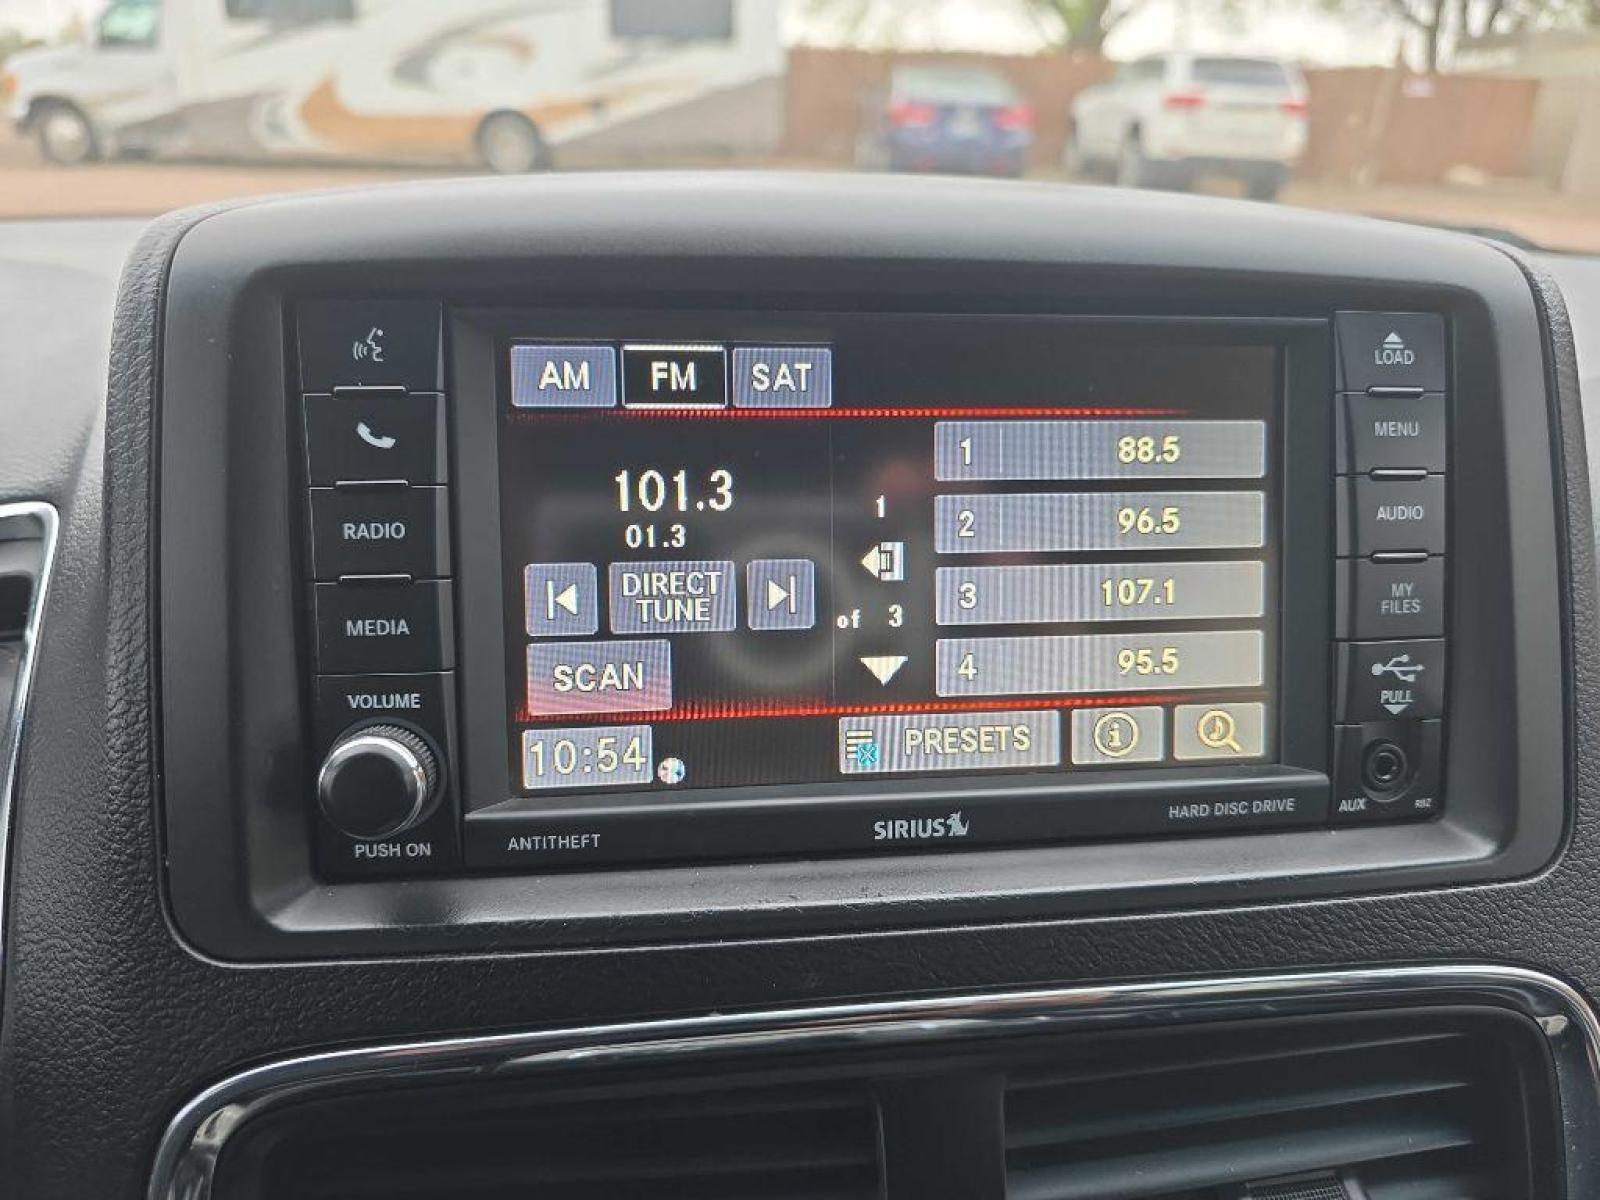 AM FM SAT
101.3
01.3
DIRECT
TUNE
SCAN
10:54
1
of 3
1 88.5
2 96.5
3 107.1
4 95.5
PRESETS
i
RADIO
MEDIA
VOLUME
PUSH ON
ANTITHEFT
SIRIUS
HARD DISC DRIVE
LOAD
MENU
AUDIO
MY
FILES
PULL
AUX
RBZ